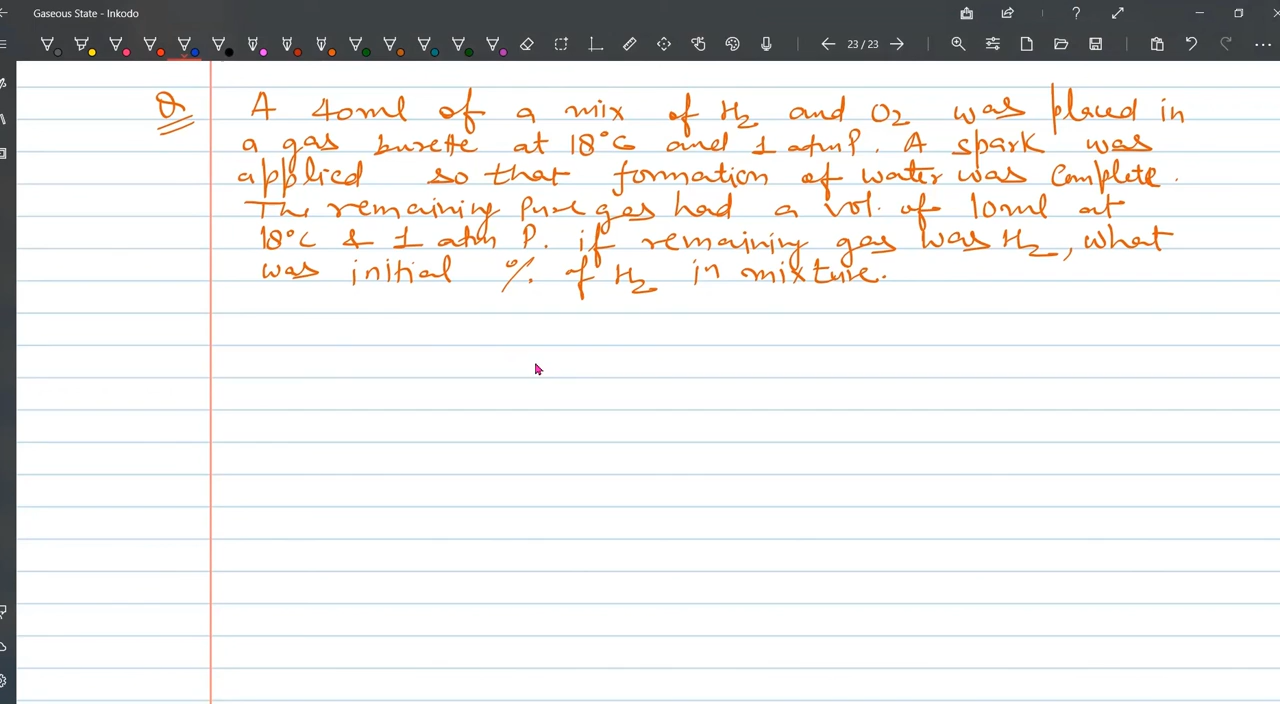 Gaseous State - Inkodo
23 / 23
Q A 40ml of a mix of H2 and O2 was placed in
a gas burette at 18°C and 1 atm P. A spark was
applied so that formation of water was complete.
The remaining Pure gas had a vol. of 10ml at
18°C & 1 atm P. if remaining gas was H2, what
was initial % of H2 in mixture.